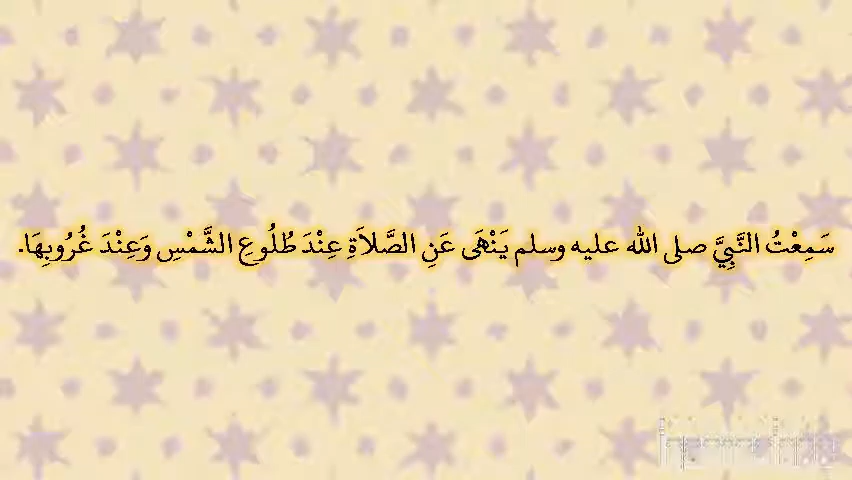 سَمِعْتُ النَّبِيَّ صلى الله عليه وسلم يَنْهَى عَنِ الصَّلاَةِ عِنْدَ طُلُوعِ الشَّمْسِ وَعِنْدَ غُرُوبِهَا.